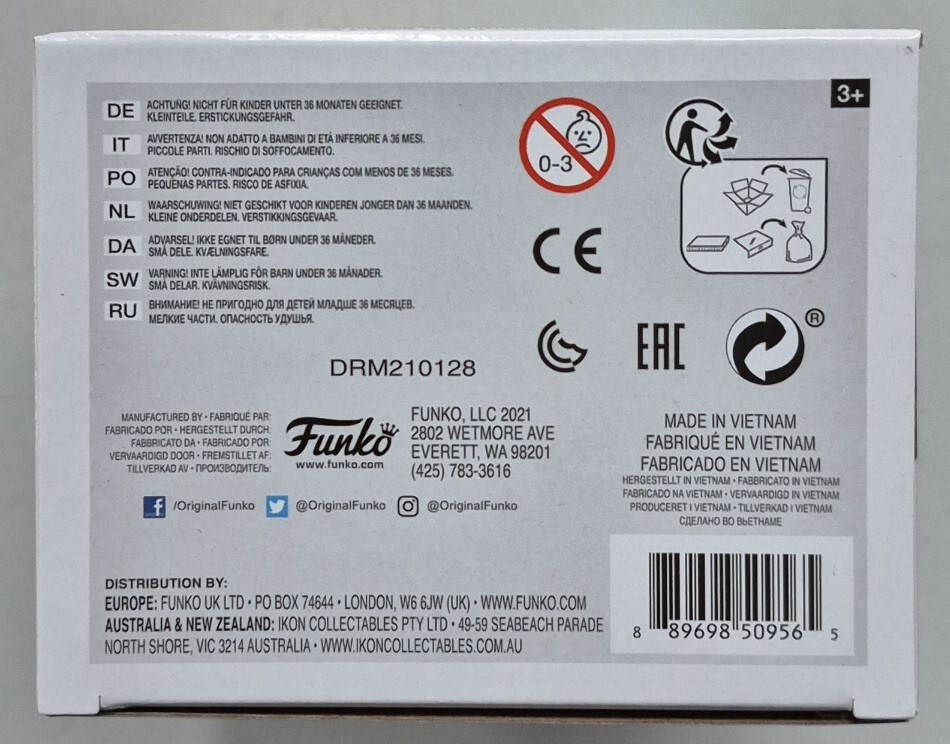 3+
DE ACHTUNG! NICHT FÜR KINDER UNTER 36 MONATEN GEEIGNET.
KLEINTEILE. ERSTICKUNGSGEFAHR.
IT AVVERTENZA! NON ADATTO A BAMBINI DI ETÀ INFERIORE A 36 MESI.
PICCOLE PARTI. RISCHIO DI SOFFOCAMENTO.
PO ATENÇÃO! CONTRA-INDICADO PARA CRIANÇAS COM MENOS DE 36 MESES.
PEQUENAS PARTES. RISCO DE ASFIXIA.
NL WAARSCHUWING! NIET GESCHIKT VOOR KINDEREN JONGER DAN 36 MAANDEN.
KLEINE ONDERDELEN. VERSTIKKINGSGEVAAR.
DA ADVARSEL! IKKE EGNET TIL BØRN UNDER 36 MÅNEDER.
SMÅ DELE. KVÆLNINGSFARE.
SW VARNING! INTE LÄMPLIG FÖR BARN UNDER 36 MÅNADER.
SMÅ DELAR. KVÄVNINGSRISK.
RU ВНИМАНИЕ! НЕ ПРИГОДНО ДЛЯ ДЕТЕЙ МЛАДШЕ 36 МЕСЯЦЕВ.
МЕЛКИЕ ЧАСТИ. ОПАСНОСТЬ УДУШЬЯ.
0-3
CE
EAC
®
DRM210128
MANUFACTURED BY • FABRIQUÉ PAR:
FABRICADO POR • HERGESTELLT DURCH:
FABBRICATO DA • FABRICADO POR:
VERVAARDIGD DOOR • FREMSTILLET AF:
TILLVERKAD AV • ПРОИЗВОДИТЕЛЬ:
Funko
www.funko.com
FUNKO, LLC 2021
2802 WETMORE AVE
EVERETT, WA 98201
(425) 783-3616
MADE IN VIETNAM
FABRIQUÉ EN VIETNAM
FABRICADO EN VIETNAM
HERGESTELLT IN VIETNAM • FABBRICATO IN VIETNAM
FABRICADO NA VIETNAM • VERVAARDIGD IN VIETNAM
PRODUCERET I VIETNAM • TILLVERKAD I VIETNAM
СДЕЛАНО ВО ВЬЕТНАМЕ
/OriginalFunko @OriginalFunko @OriginalFunko
DISTRIBUTION BY:
EUROPE: FUNKO UK LTD • PO BOX 74644 • LONDON, W6 6JW (UK) • WWW.FUNKO.COM
AUSTRALIA & NEW ZEALAND: IKON COLLECTABLES PTY LTD • 49-59 SEABEACH PARADE
NORTH SHORE, VIC 3214 AUSTRALIA • WWW.IKONCOLLECTABLES.COM.AU
8 89698 50956 5